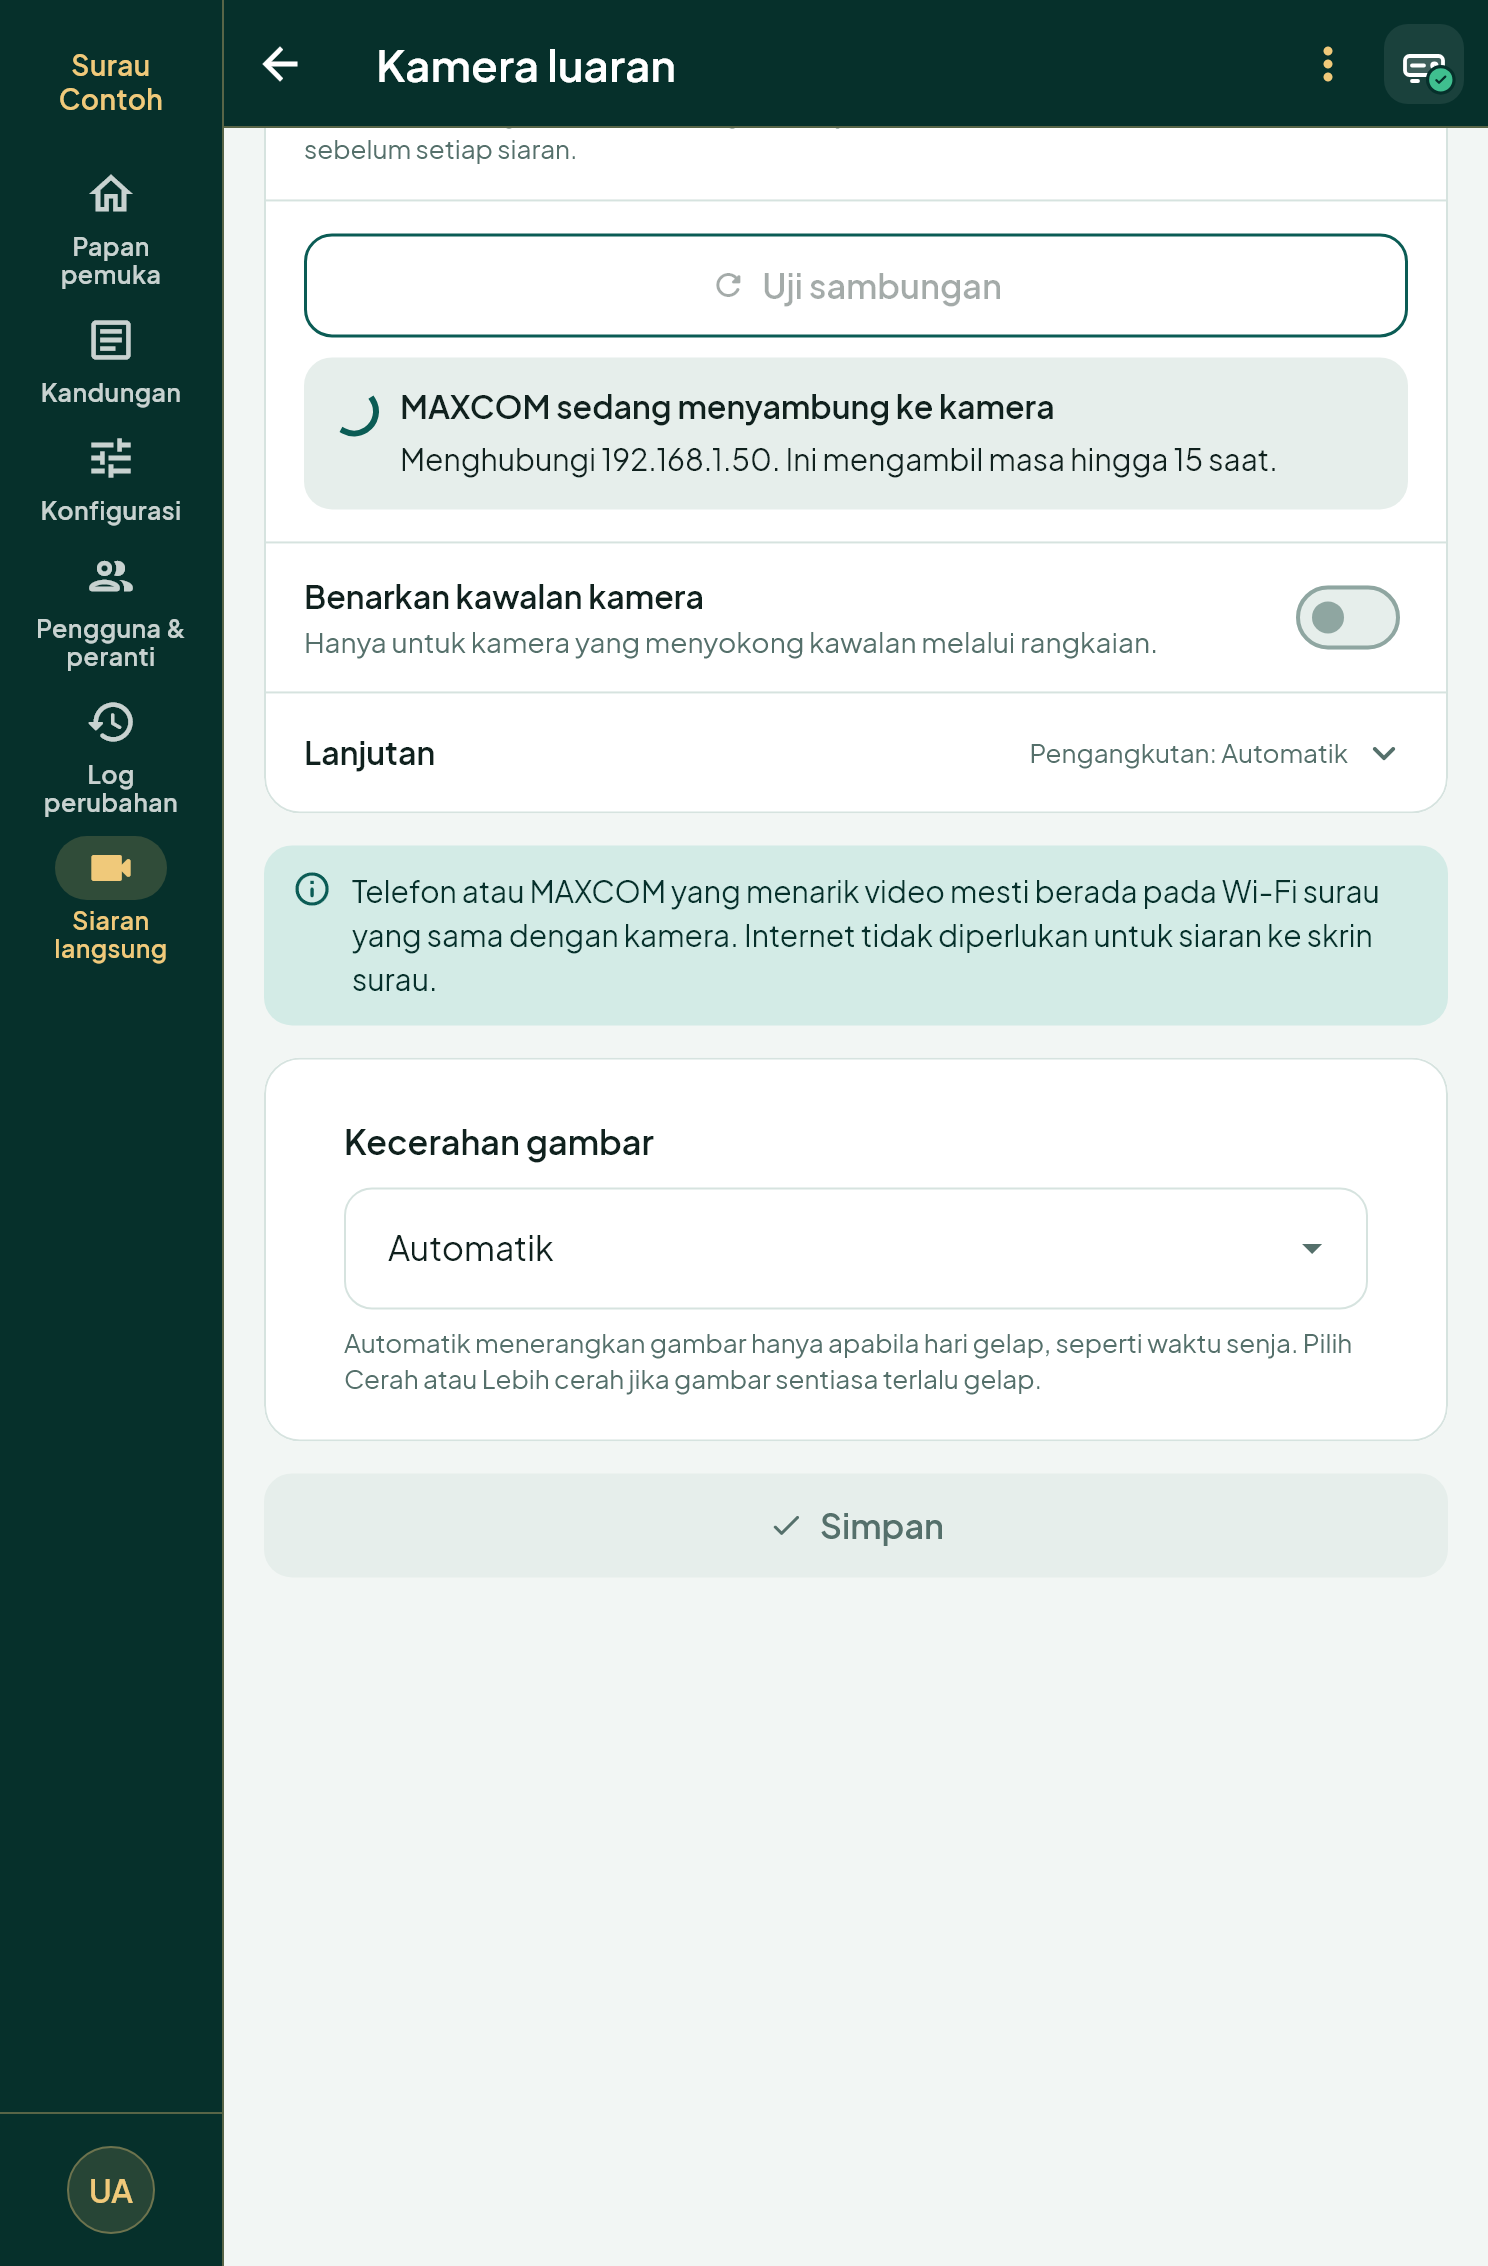 Surau
Contoh
Papan
pemuka
Kandungan
Konfigurasi
Pengguna &
peranti
Log
perubahan
Siaran
langsung
UA
Kamera luaran
sebelum setiap siaran.
Uji sambungan
MAXCOM sedang menyambung ke kamera
Menghubungi 192.168.1.50. Ini mengambil masa hingga 15 saat.
Benarkan kawalan kamera
Hanya untuk kamera yang menyokong kawalan melalui rangkaian.
Lanjutan
Pengangkutan: Automatik
Telefon atau MAXCOM yang menarik video mesti berada pada Wi-Fi surau
yang sama dengan kamera. Internet tidak diperlukan untuk siaran ke skrin
surau.
Kecerahan gambar
Automatik
Automatik menerangkan gambar hanya apabila hari gelap, seperti waktu senja. Pilih
Cerah atau Lebih cerah jika gambar sentiasa terlalu gelap.
Simpan